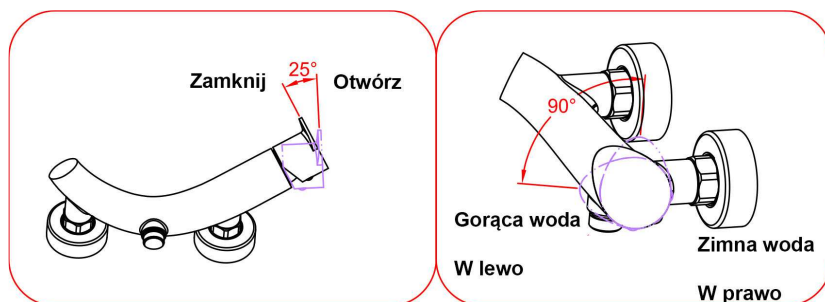 25°
Zamknij
Otwórz
90°
Gorąca woda
W lewo
Zimna woda
W prawo